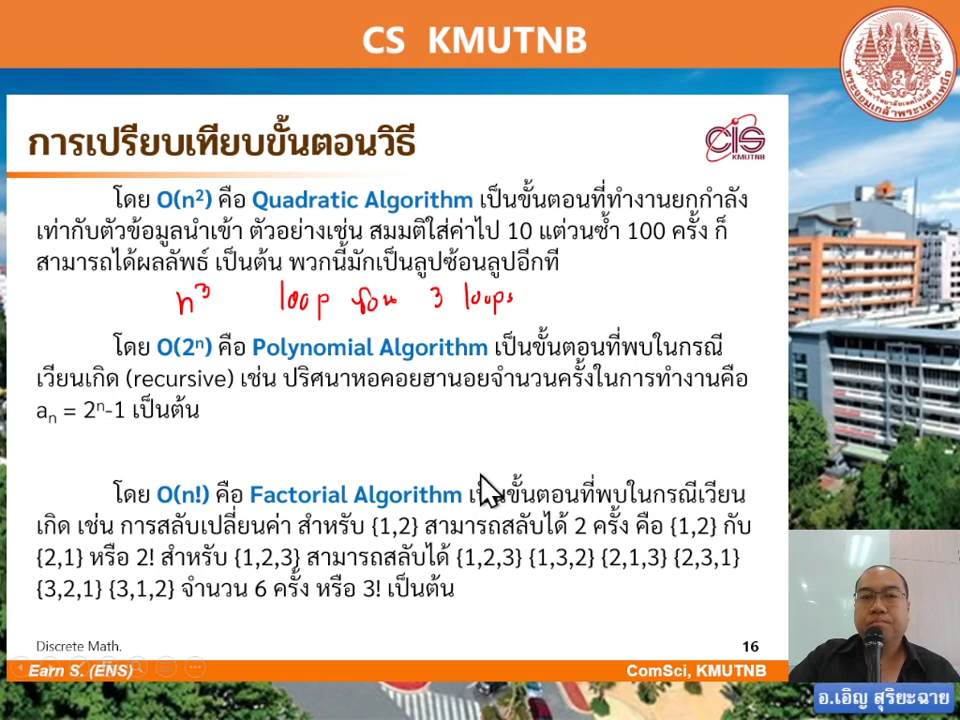 CS KMUTNB
การเปรียบเทียบขั้นตอนวิธี
CIS
KMUTNB
โดย O(n²) คือ Quadratic Algorithm เป็นขั้นตอนที่ทำงานยกกำลัง
เท่ากับตัวข้อมูลนำเข้า ตัวอย่างเช่น สมมติใส่ค่าไป 10 แต่วนซ้ำ 100 ครั้ง ก็
สามารถได้ผลลัพธ์ เป็นต้น พวกนี้มักเป็นลูปซ้อนลูปอีกที
n³ loop ซ้อน 3 loops
โดย O(2ⁿ) คือ Polynomial Algorithm เป็นขั้นตอนที่พบในกรณี
เวียนเกิด (recursive) เช่น ปริศนาหอคอยฮานอยจำนวนครั้งในการทำงานคือ
aₙ = 2ⁿ-1 เป็นต้น
โดย O(n!) คือ Factorial Algorithm เป็นขั้นตอนที่พบในกรณีเวียน
เกิด เช่น การสลับเปลี่ยนค่า สำหรับ {1,2} สามารถสลับได้ 2 ครั้ง คือ {1,2} กับ
{2,1} หรือ 2! สำหรับ {1,2,3} สามารถสลับได้ {1,2,3} {1,3,2} {2,1,3} {2,3,1}
{3,2,1} {3,1,2} จำนวน 6 ครั้ง หรือ 3! เป็นต้น
Discrete Math. 16
Earn S. (ENS) ComSci, KMUTNB
อ.เอิญ สุริยะฉาย